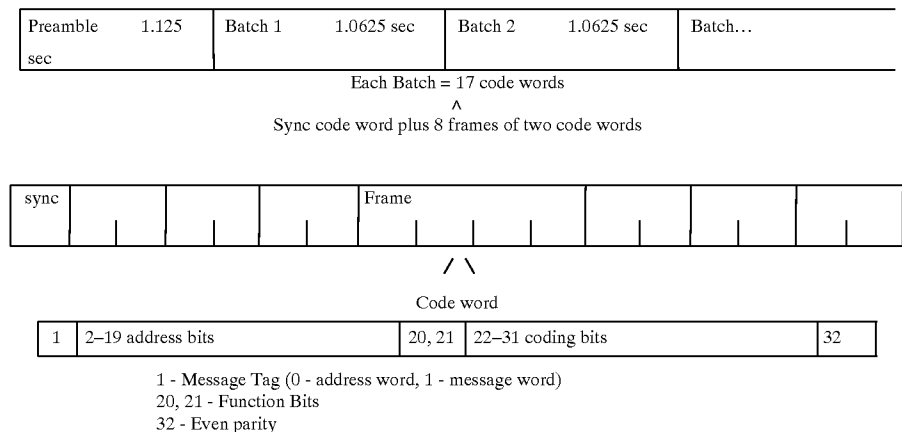 Preamble 1.125 sec
Batch 1 1.0625 sec
Batch 2 1.0625 sec
Batch…
Each Batch = 17 code words
^
Sync code word plus 8 frames of two code words
sync
Frame
/ \
Code word
1
2–19 address bits
20, 21
22–31 coding bits
32
1 - Message Tag (0 - address word, 1 - message word)
20, 21 - Function Bits
32 - Even parity